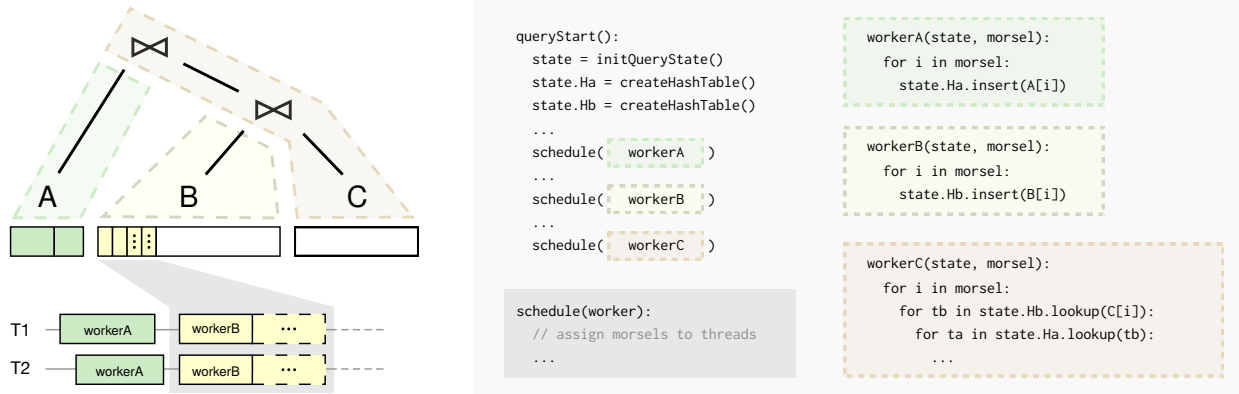 A
B
C
T1
workerA
workerB
...
T2
workerA
workerB
...
queryStart():
state = initQueryState()
state.Ha = createHashTable()
state.Hb = createHashTable()
...
schedule( workerA )
...
schedule( workerB )
...
schedule( workerC )
schedule(worker):
// assign morsels to threads
...
workerA(state, morsel):
for i in morsel:
state.Ha.insert(A[i])
workerB(state, morsel):
for i in morsel:
state.Hb.insert(B[i])
workerC(state, morsel):
for i in morsel:
for tb in state.Hb.lookup(C[i]):
for ta in state.Ha.lookup(tb):
...